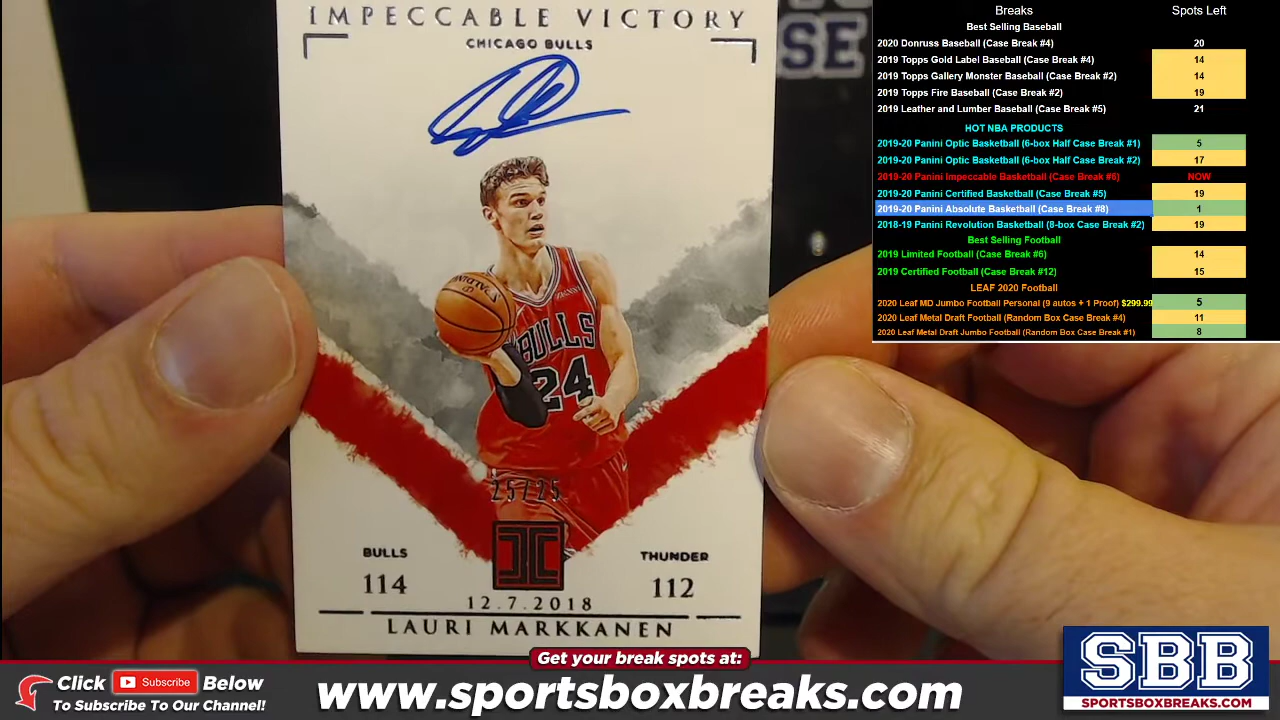 IMPECCABLE VICTORY
CHICAGO BULLS
SPALDING
BULLS
24
25/25
BULLS
114
THUNDER
112
12.7.2018
LAURI MARKKANEN
SE
Breaks Spots Left
Best Selling Baseball
2020 Donruss Baseball (Case Break #4) 20
2019 Topps Gold Label Baseball (Case Break #4) 14
2019 Topps Gallery Monster Baseball (Case Break #2) 14
2019 Topps Fire Baseball (Case Break #2) 19
2019 Leather and Lumber Baseball (Case Break #5) 21
HOT NBA PRODUCTS
2019-20 Panini Optic Basketball (6-box Half Case Break #1) 5
2019-20 Panini Optic Basketball (6-box Half Case Break #2) 17
2019-20 Panini Impeccable Basketball (Case Break #6) NOW
2019-20 Panini Certified Basketball (Case Break #5) 19
2019-20 Panini Absolute Basketball (Case Break #8) 1
2018-19 Panini Revolution Basketball (8-box Case Break #2) 19
Best Selling Football
2019 Limited Football (Case Break #6) 14
2019 Certified Football (Case Break #12) 15
LEAF 2020 Football
2020 Leaf MD Jumbo Football Personal (9 autos + 1 Proof) $299.99 5
2020 Leaf Metal Draft Football (Random Box Case Break #4) 11
2020 Leaf Metal Draft Jumbo Football (Random Box Case Break #1) 8
Get your break spots at:
Click Subscribe Below
To Subscribe To Our Channel!
www.sportsboxbreaks.com
SBB
SPORTSBOXBREAKS.COM